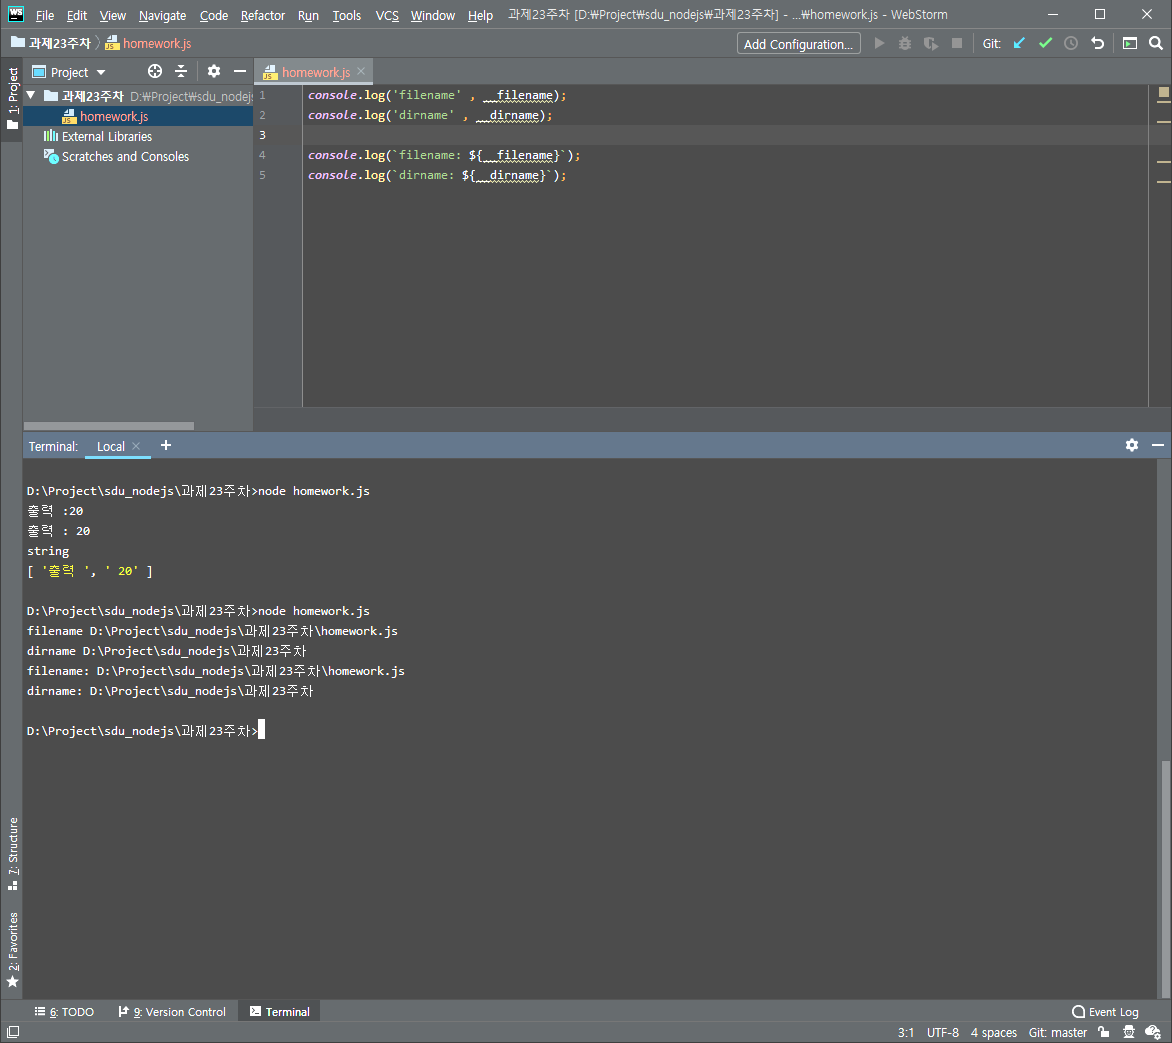 WS File Edit View Navigate Code Refactor Run Tools VCS Window Help 과제23주차 [D:₩Project₩sdu_nodejs₩과제23주차] - ...₩homework.js - WebStorm
과제23주차 homework.js Add Configuration... Git:
1: Project
Project
homework.js
과제23주차 D:₩Project₩sdu_nodejs
homework.js
External Libraries
Scratches and Consoles
1 console.log('filename' , __filename);
2 console.log('dirname' , __dirname);
3
4 console.log(`filename: ${__filename}`);
5 console.log(`dirname: ${__dirname}`);
Terminal: Local
D:\Project\sdu_nodejs\과제23주차>node homework.js
출력 :20
출력 : 20
string
[ '출력 ', ' 20' ]
D:\Project\sdu_nodejs\과제23주차>node homework.js
filename D:\Project\sdu_nodejs\과제23주차\homework.js
dirname D:\Project\sdu_nodejs\과제23주차
filename: D:\Project\sdu_nodejs\과제23주차\homework.js
dirname: D:\Project\sdu_nodejs\과제23주차
D:\Project\sdu_nodejs\과제23주차>
7: Structure
2: Favorites
6: TODO 9: Version Control Terminal Event Log
3:1 UTF-8 4 spaces Git: master